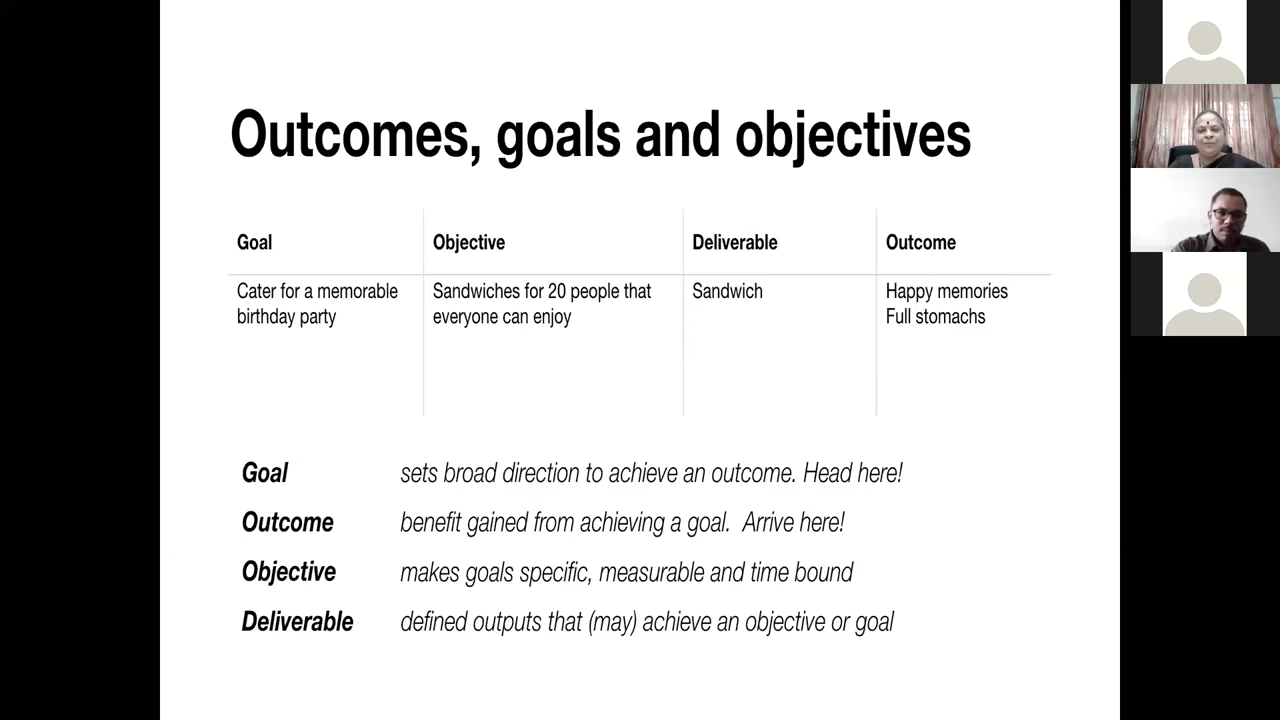 Outcomes, goals and objectives
Goal Objective Deliverable Outcome
Cater for a memorable birthday party
Sandwiches for 20 people that everyone can enjoy
Sandwich
Happy memories
Full stomachs
Goal sets broad direction to achieve an outcome. Head here!
Outcome benefit gained from achieving a goal. Arrive here!
Objective makes goals specific, measurable and time bound
Deliverable defined outputs that (may) achieve an objective or goal